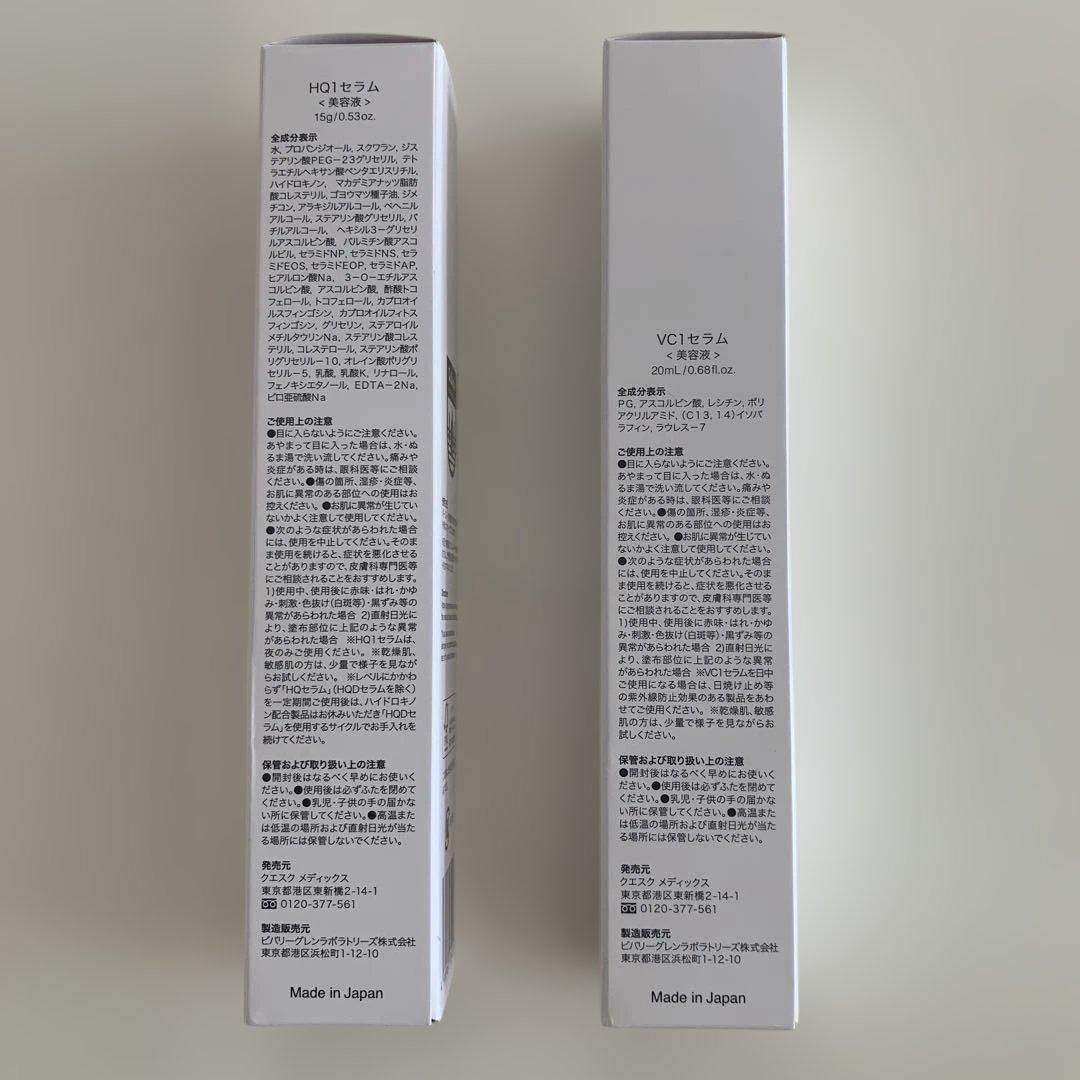 HQ1セラム
＜美容液＞
15g/0.53oz.
全成分表示
水, プロパンジオール, スクワラン, ジス
テアリン酸PEG－23グリセリル, テト
ラエチルヘキサン酸ペンタエリスリチル,
ハイドロキノン, マカデミアナッツ脂肪
酸コレステリル, ゴヨウマツ種子油, ジメ
チコン, アラキジルアルコール, ベヘニル
アルコール, ステアリン酸グリセリル, バ
チルアルコール, ヘキシル3－グリセリ
ルアスコルビン酸, パルミチン酸アスコ
ルビル, セラミドNP, セラミドNS, セラ
ミドEOS, セラミドEOP, セラミドAP,
ヒアルロン酸Na, 3－O－エチルアス
コルビン酸, アスコルビン酸, 酢酸トコ
フェロール, トコフェロール, カプロオイ
ルスフィンゴシン, カプロオイルフィトス
フィンゴシン, グリセリン, ステアロイル
メチルタウリンNa, ステアリン酸コレス
テリル, コレステロール, ステアリン酸ポ
リグリセリル－10, オレイン酸ポリグリ
セリル－5, 乳酸, 乳酸K, リナロール,
フェノキシエタノール, EDTA－2Na,
ピロ亜硫酸Na
ご使用上の注意
●目に入らないようにご注意ください。
あやまって目に入った場合は、水・ぬ
るま湯で洗い流してください。痛みや
炎症がある時は、眼科医等にご相談
ください。●傷の箇所、湿疹・炎症等、
お肌に異常のある部位への使用はお
控えください。●お肌に異常が生じてい
ないかよく注意して使用してください。
●次のような症状があらわれた場合
には、使用を中止してください。そのま
ま使用を続けると、症状を悪化させる
ことがありますので、皮膚科専門医等
にご相談されることをおすすめします。
1)使用中、使用後に赤味・はれ・かゆ
み・刺激・色抜け(白斑等)・黒ずみ等の
異常があらわれた場合 2)直射日光に
より、塗布部位に上記のような異常
があらわれた場合 ※HQ1セラムは、
夜のみご使用ください。 ※乾燥肌、
敏感肌の方は、少量で様子を見なが
らお試しください。 ※レベルにかかわ
らず「HQセラム」(HQDセラムを除く)
を一定期間ご使用後は、ハイドロキノ
ン配合製品はお休みいただき「HQDセ
ラム」を使用するサイクルでお手入れを
続けてください。
保管および取り扱い上の注意
●開封後はなるべく早めにお使いく
ださい。●使用後は必ずふたを閉めて
ください。●乳児・子供の手の届かな
い所に保管してください。●高温また
は低温の場所および直射日光が当た
る場所には保管しないでください。
発売元
クエスク メディックス
東京都港区東新橋2-14-1
0120-377-561
製造販売元
ビバリーグレンラボラトリーズ株式会社
東京都港区浜松町1-12-10
Made in Japan
VC1セラム
＜美容液＞
20mL/0.68fl.oz.
全成分表示
PG, アスコルビン酸, レシチン, ポリ
アクリルアミド, (C13, 14)イソパ
ラフィン, ラウレス－7
ご使用上の注意
●目に入らないようにご注意ください。
あやまって目に入った場合は、水・ぬ
るま湯で洗い流してください。痛みや
炎症がある時は、眼科医等にご相談
ください。●傷の箇所、湿疹・炎症等、
お肌に異常のある部位への使用はお
控えください。●お肌に異常が生じてい
ないかよく注意して使用してください。
●次のような症状があらわれた場合
には、使用を中止してください。そのま
ま使用を続けると、症状を悪化させる
ことがありますので、皮膚科専門医等
にご相談されることをおすすめします。
1)使用中、使用後に赤味・はれ・かゆ
み・刺激・色抜け(白斑等)・黒ずみ等の
異常があらわれた場合 2)直射日光に
より、塗布部位に上記のような異常
があらわれた場合 ※VC1セラムを日中
ご使用になる場合は、日焼け止め等
の紫外線防止効果のある製品をあわ
せてご使用ください。 ※乾燥肌、敏感
肌の方は、少量で様子を見ながらお
試しください。
保管および取り扱い上の注意
●開封後はなるべく早めにお使いく
ださい。●使用後は必ずふたを閉めて
ください。●乳児・子供の手の届かな
い所に保管してください。●高温また
は低温の場所および直射日光が当た
る場所には保管しないでください。
発売元
クエスク メディックス
東京都港区東新橋2-14-1
0120-377-561
製造販売元
ビバリーグレンラボラトリーズ株式会社
東京都港区浜松町1-12-10
Made in Japan